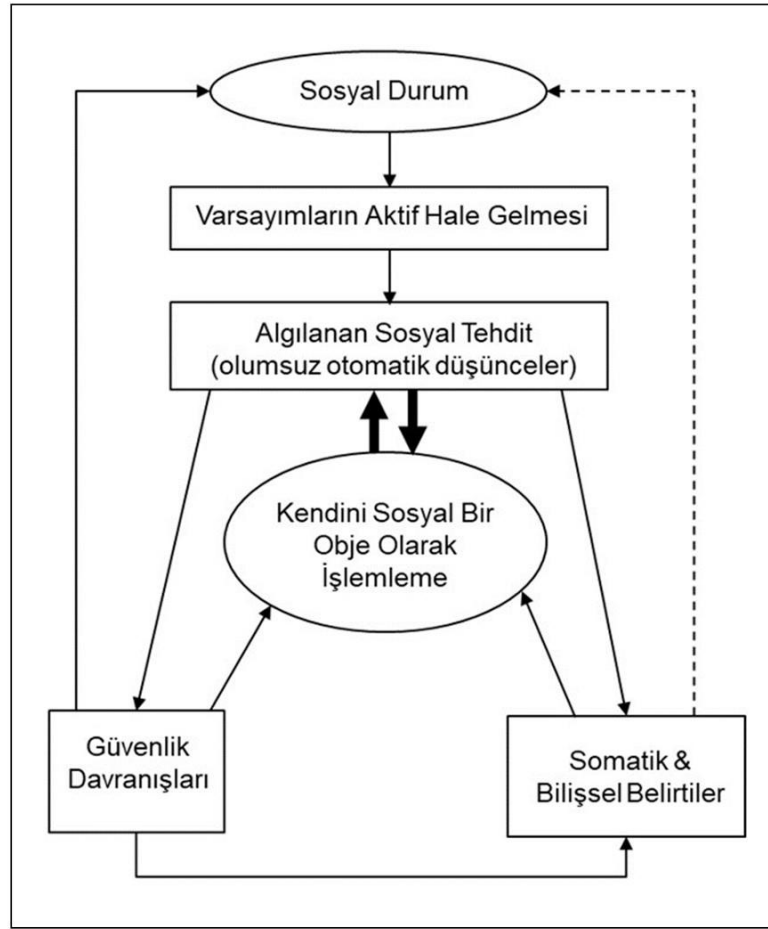 Sosyal Durum
Varsayımların Aktif Hale Gelmesi
Algılanan Sosyal Tehdit
(olumsuz otomatik düşünceler)
Kendini Sosyal Bir
Obje Olarak
İşlemleme
Güvenlik
Davranışları
Somatik &
Bilişsel Belirtiler